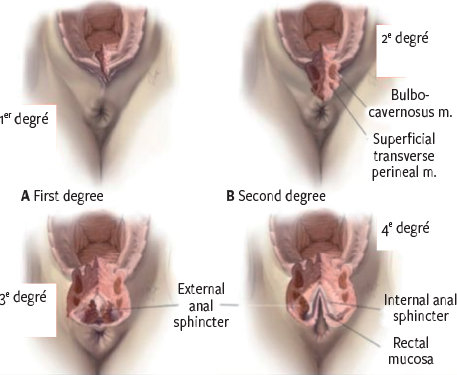 2e degré
Bulbo-
cavernosus m.
Superficial
transverse
perineal m.
1er degré
A First degree
B Second degree
4e degré
3e degré
External
anal
sphincter
Internal anal
sphincter
Rectal
mucosa